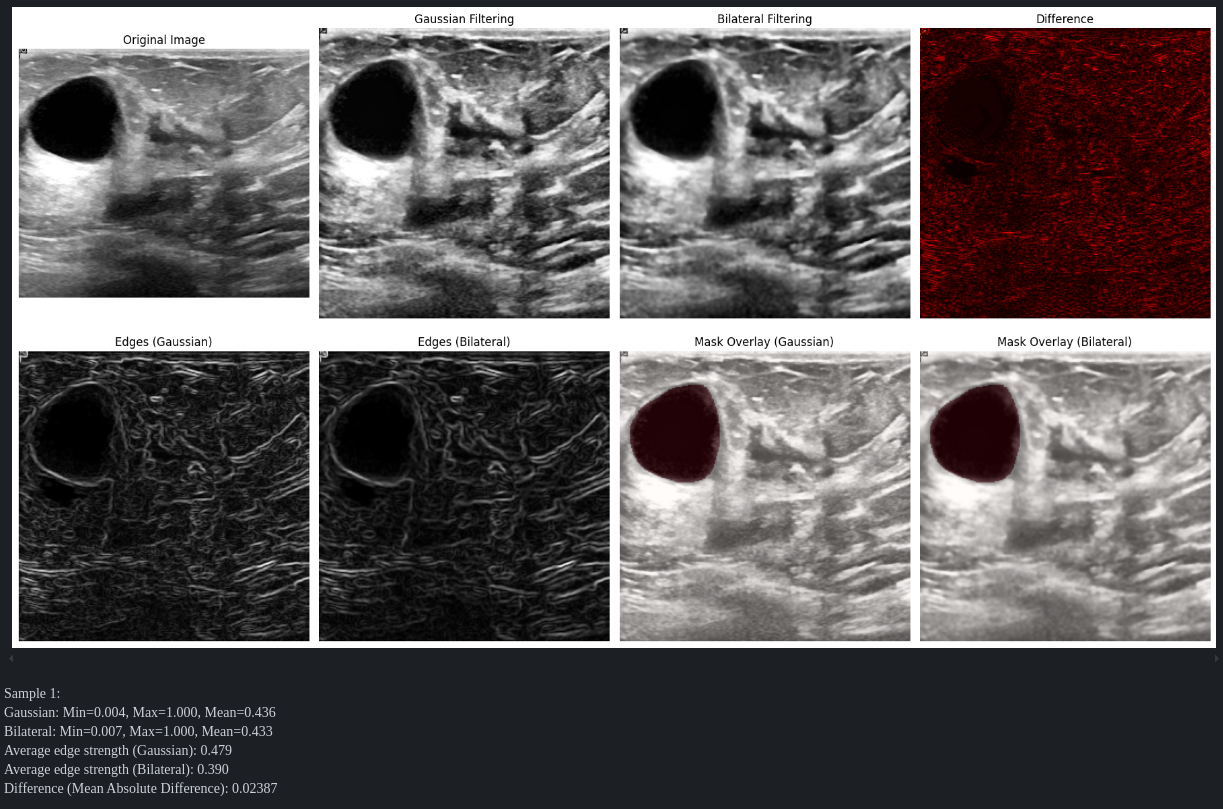 Original Image
Gaussian Filtering
Bilateral Filtering
Difference
Edges (Gaussian)
Edges (Bilateral)
Mask Overlay (Gaussian)
Mask Overlay (Bilateral)
Sample 1:
Gaussian: Min=0.004, Max=1.000, Mean=0.436
Bilateral: Min=0.007, Max=1.000, Mean=0.433
Average edge strength (Gaussian): 0.479
Average edge strength (Bilateral): 0.390
Difference (Mean Absolute Difference): 0.02387